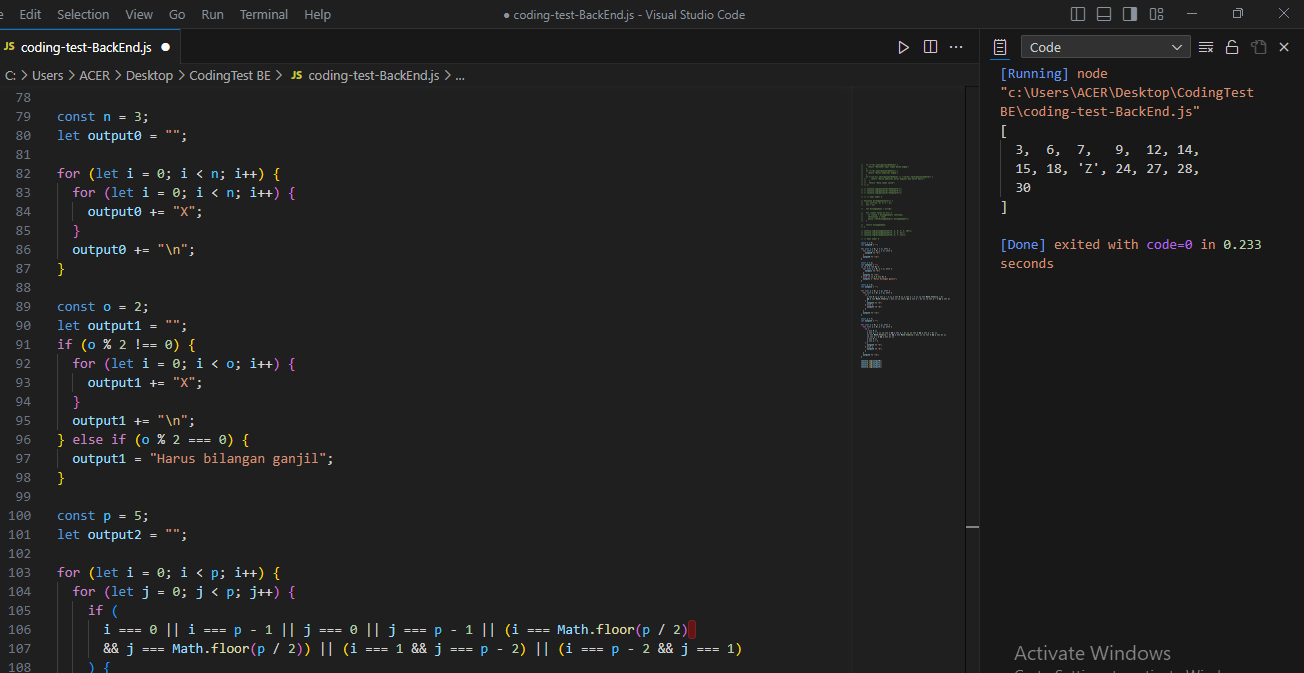 Edit Selection View Go Run Terminal Help
● coding-test-BackEnd.js - Visual Studio Code
JS coding-test-BackEnd.js ●
C: > Users > ACER > Desktop > CodingTest BE > JS coding-test-BackEnd.js > ...
78
79 const n = 3;
80 let output0 = "";
81
82 for (let i = 0; i < n; i++) {
83 for (let i = 0; i < n; i++) {
84 output0 += "X";
85 }
86 output0 += "\n";
87 }
88
89 const o = 2;
90 let output1 = "";
91 if (o % 2 !== 0) {
92 for (let i = 0; i < o; i++) {
93 output1 += "X";
94 }
95 output1 += "\n";
96 } else if (o % 2 === 0) {
97 output1 = "Harus bilangan ganjil";
98 }
99
100 const p = 5;
101 let output2 = "";
102
103 for (let i = 0; i < p; i++) {
104 for (let j = 0; j < p; j++) {
105 if (
106 i === 0 || i === p - 1 || j === 0 || j === p - 1 || (i === Math.floor(p / 2)
107 && j === Math.floor(p / 2)) || (i === 1 && j === p - 2) || (i === p - 2 && j === 1)
108 ) {
Code
[Running] node
"c:\Users\ACER\Desktop\CodingTest
BE\coding-test-BackEnd.js"
[
3, 6, 7, 9, 12, 14,
15, 18, 'Z', 24, 27, 28,
30
]
[Done] exited with code=0 in 0.233
seconds
Activate Windows